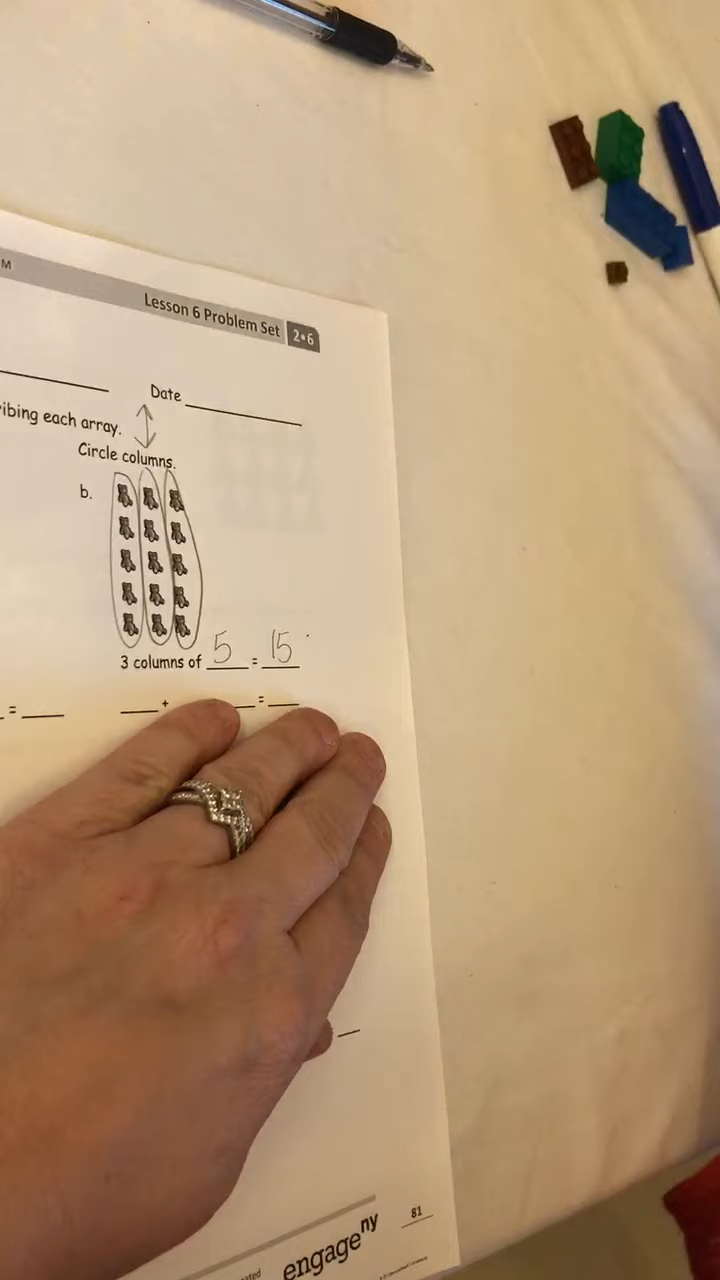 M
Lesson 6 Problem Set 2•6
Date
each array.
Circle columns.
b.
3 columns of 5 = 15
= + =
81
engage ny